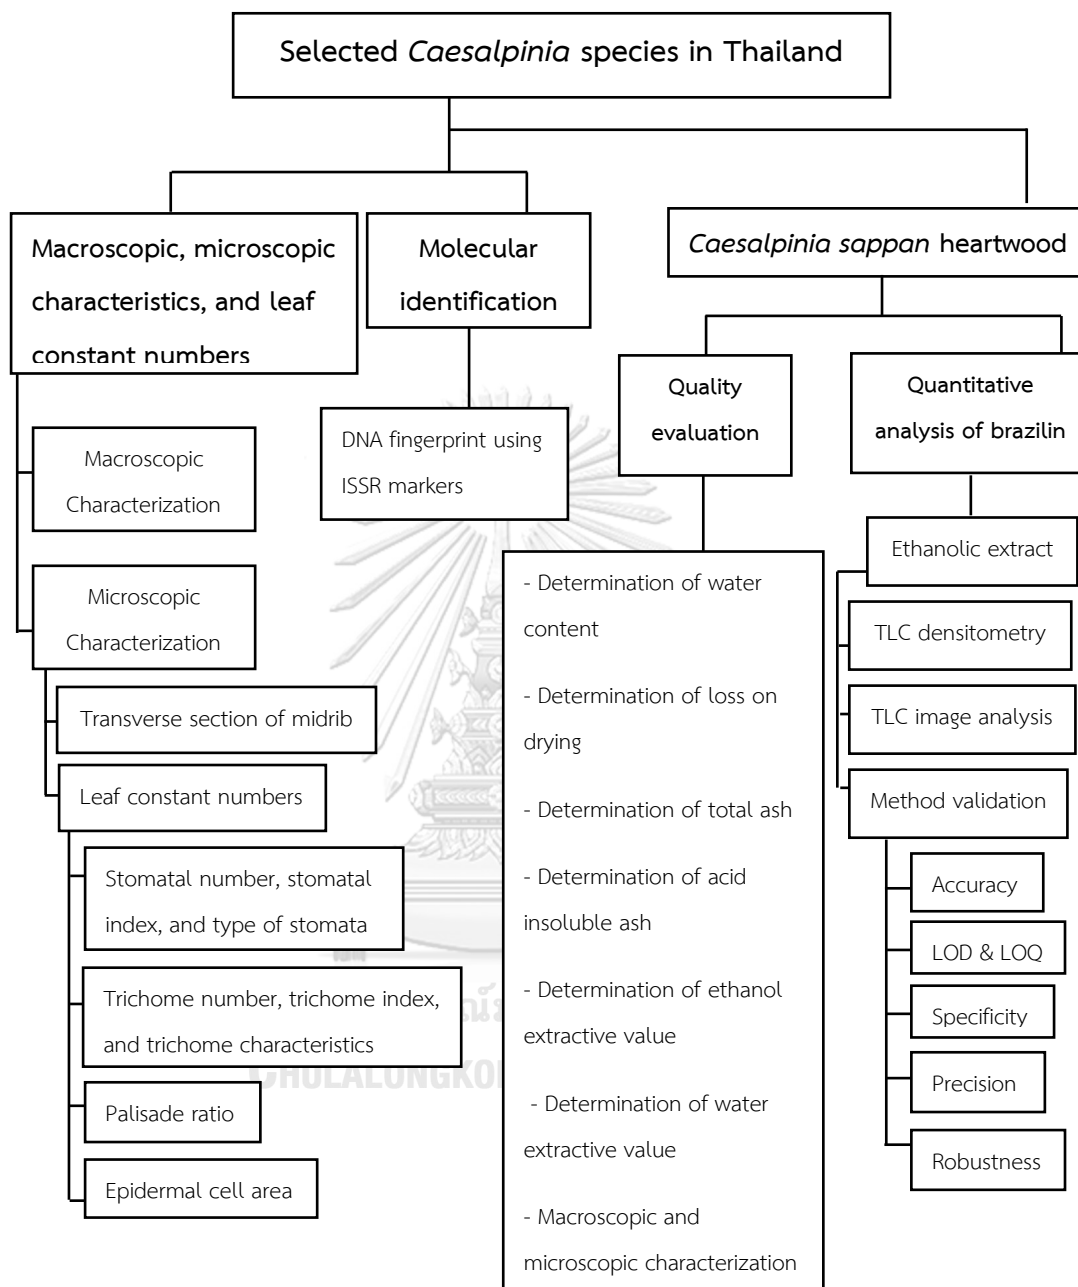 Selected Caesalpinia species in Thailand
Macroscopic, microscopic
characteristics, and leaf
constant numbers
Macroscopic
Characterization
Microscopic
Characterization
Transverse section of midrib
Leaf constant numbers
Stomatal number, stomatal
index, and type of stomata
Trichome number, trichome index,
and trichome characteristics
Palisade ratio
Epidermal cell area
Molecular
identification
DNA fingerprint using
ISSR markers
Caesalpinia sappan heartwood
Quality
evaluation
- Determination of water
content
- Determination of loss on
drying
- Determination of total ash
- Determination of acid
insoluble ash
- Determination of ethanol
extractive value
- Determination of water
extractive value
- Macroscopic and
microscopic characterization
Quantitative
analysis of brazilin
Ethanolic extract
TLC densitometry
TLC image analysis
Method validation
Accuracy
LOD & LOQ
Specificity
Precision
Robustness